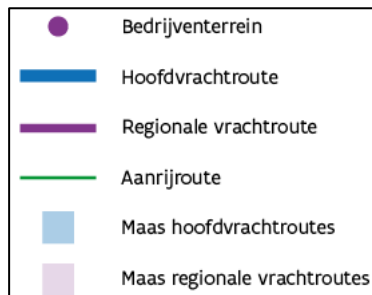 Bedrijventerrein
Hoofdvrachtroute
Regionale vrachtroute
Aanrijroute
Maas hoofdvrachtroutes
Maas regionale vrachtroutes